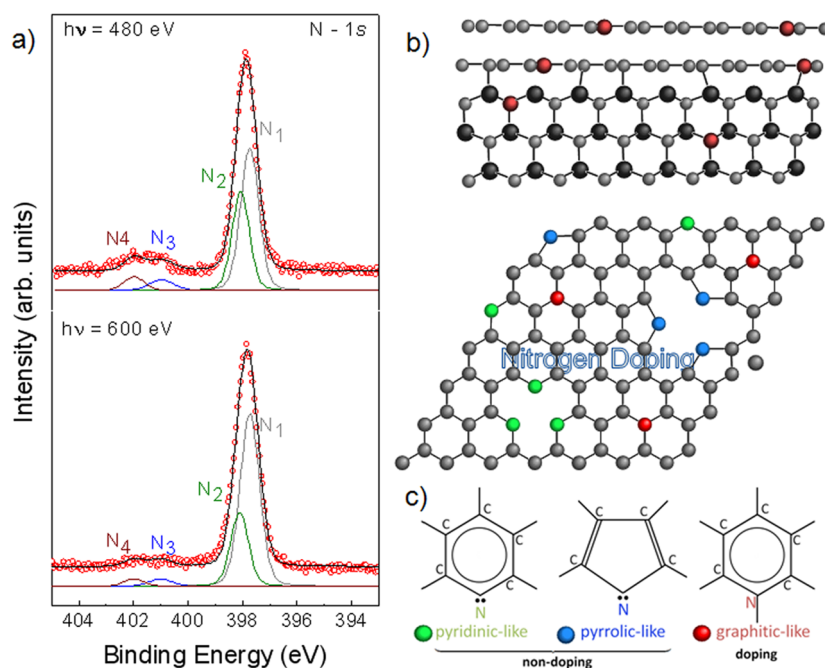 a)
hν = 480 eV
N - 1s
N₁
N₂
N4
N₃
hν = 600 eV
N₁
N₂
N₄
N₃
Intensity (arb. units)
404 402 400 398 396 394
Binding Energy (eV)
b)
Nitrogen Doping
c)
C
C
C
C
C
N
C
C
C
C
N
C
C
C
C
C
N
pyridinic-like
pyrrolic-like
graphitic-like
non-doping
doping